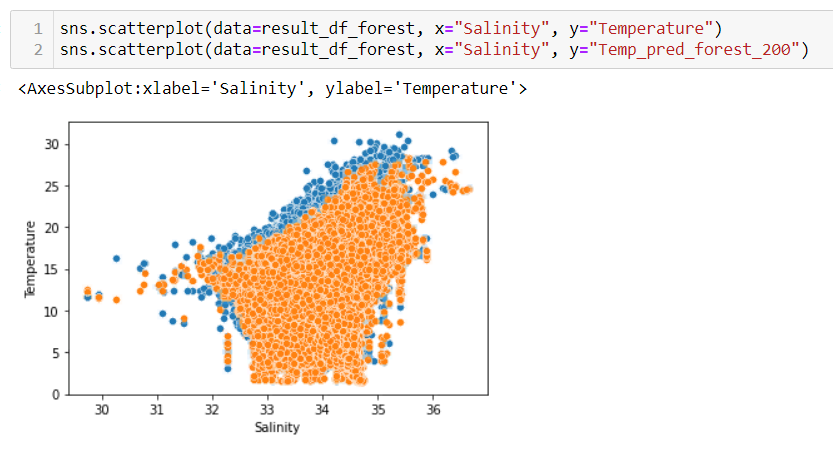 1 sns.scatterplot(data=result_df_forest, x="Salinity", y="Temperature")
2 sns.scatterplot(data=result_df_forest, x="Salinity", y="Temp_pred_forest_200")
<AxesSubplot:xlabel='Salinity', ylabel='Temperature'>
30
25
20
15
10
5
0
Temperature
30 31 32 33 34 35 36
Salinity